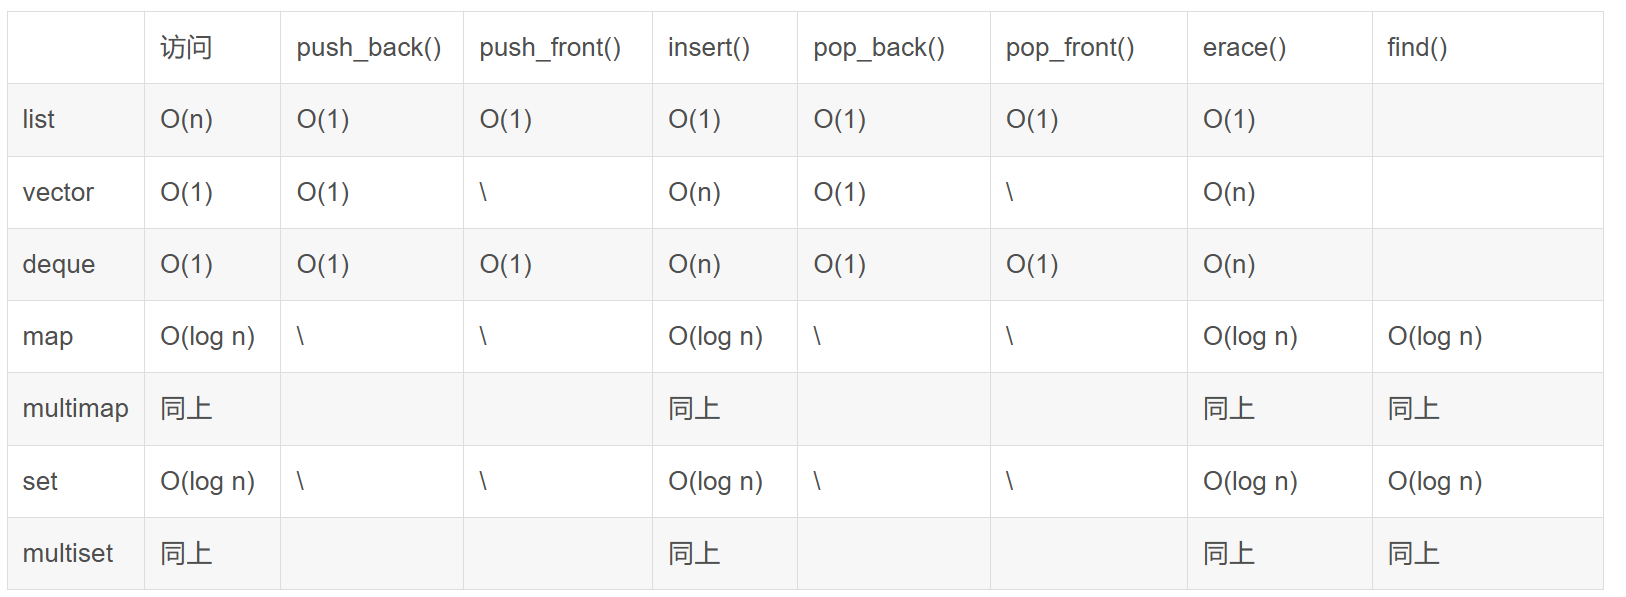 访问 push_back() push_front() insert() pop_back() pop_front() erace() find()
list O(n) O(1) O(1) O(1) O(1) O(1) O(1)
vector O(1) O(1) \ O(n) O(1) \ O(n)
deque O(1) O(1) O(1) O(n) O(1) O(1) O(n)
map O(log n) \ \ O(log n) \ \ O(log n) O(log n)
multimap 同上 同上 同上 同上
set O(log n) \ \ O(log n) \ \ O(log n) O(log n)
multiset 同上 同上 同上 同上